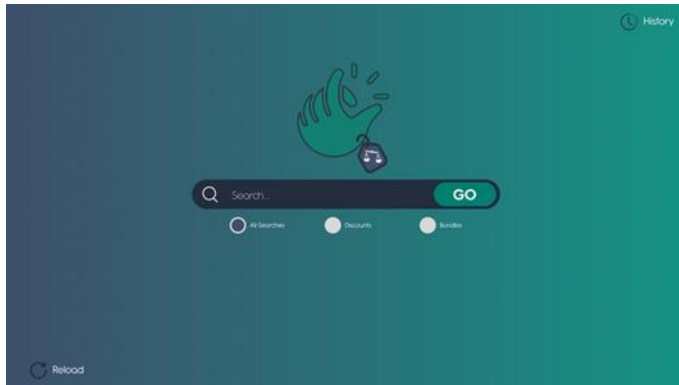 History
Search...
GO
All Searches
Discounts
Bundles
Reload